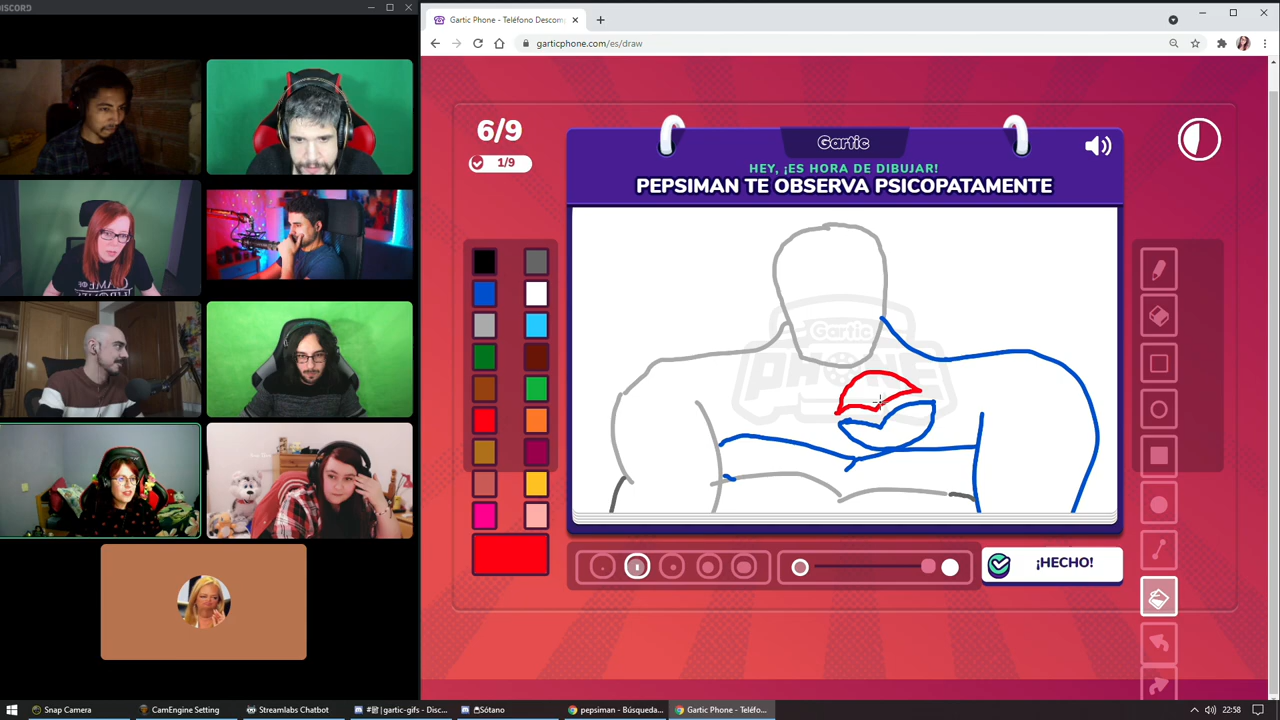 DISCORD
Gartic Phone - Teléfono Descom
garticphone.com/es/draw
6/9
1/9
Gartic
HEY, ¡ES HORA DE DIBUJAR!
PEPSIMAN TE OBSERVA PSICOPATAMENTE
Gartic
PHONE
¡HECHO!
Snap Camera
CamEngine Setting
Streamlabs Chatbot
gartic-gifs - Disc...
Sótano
pepsiman - Búsqueda...
Gartic Phone - Teléfo...
22:58